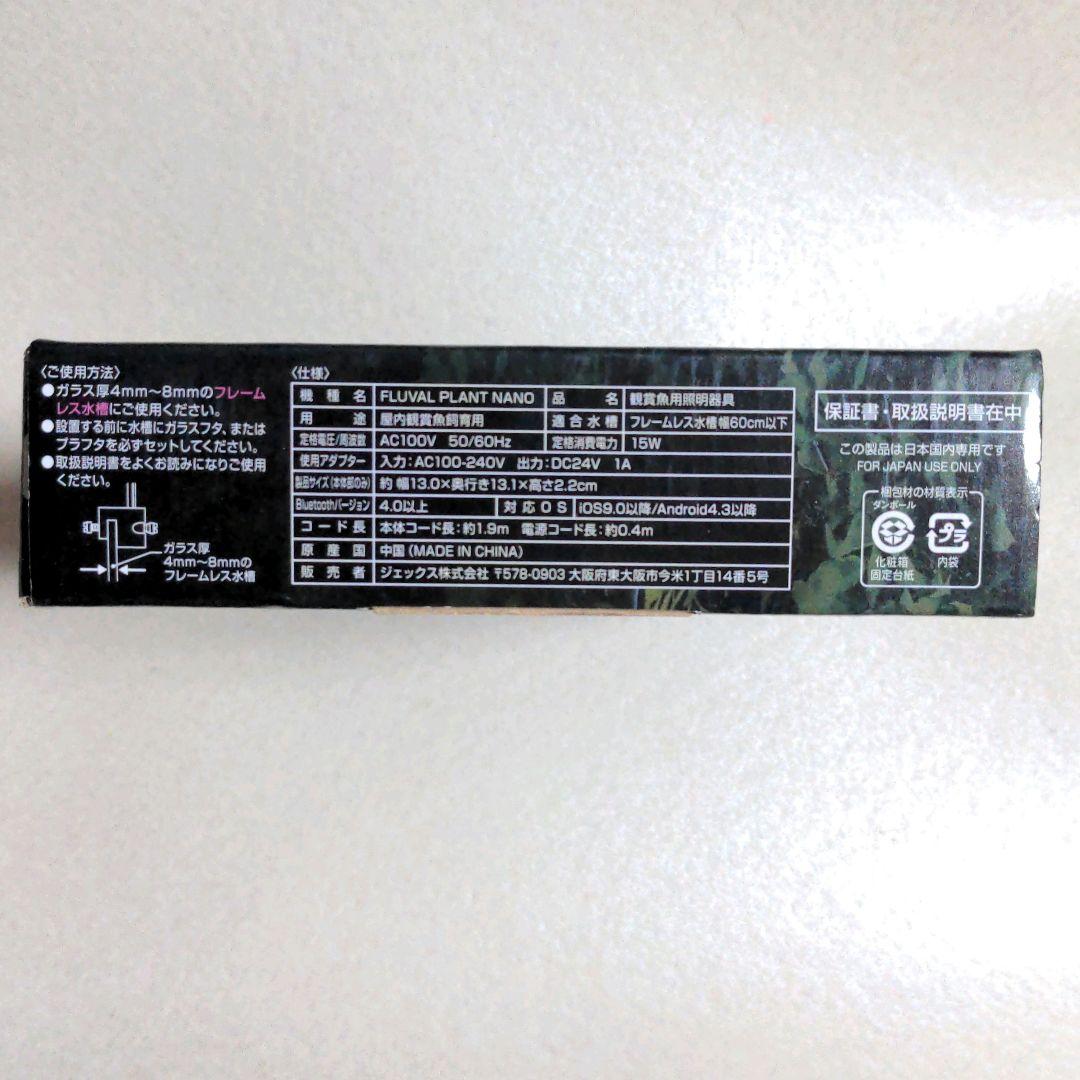 〈ご使用方法〉
●ガラス厚4mm～8mmのフレーム
レス水槽にご使用ください。
●設置する前に水槽にガラスフタ、または
プラフタを必ずセットしてください。
●取扱説明書をよくお読みになりご使用
ください。
ガラス厚
4mm～8mmの
フレームレス水槽
〈仕様〉
機種名 FLUVAL PLANT NANO 品名 観賞魚用照明器具
用途 屋内観賞魚飼育用 適合水槽 フレームレス水槽幅60cm以下
定格電圧/周波数 AC100V 50/60Hz 定格消費電力 15W
使用アダプター 入力:AC100-240V 出力:DC24V 1A
製品サイズ(本体部のみ) 約 幅13.0×奥行き13.1×高さ2.2cm
Bluetoothバージョン 4.0以上 対応OS iOS9.0以降/Android4.3以降
コード長 本体コード長:約1.9m 電源コード長:約0.4m
原産国 中国(MADE IN CHINA)
販売者 ジェックス株式会社 〒578-0903 大阪府東大阪市今米1丁目14番5号
保証書・取扱説明書在中
この製品は日本国内専用です
FOR JAPAN USE ONLY
梱包材の材質表示
ダンボール
プラ
化粧箱 内袋
固定台紙